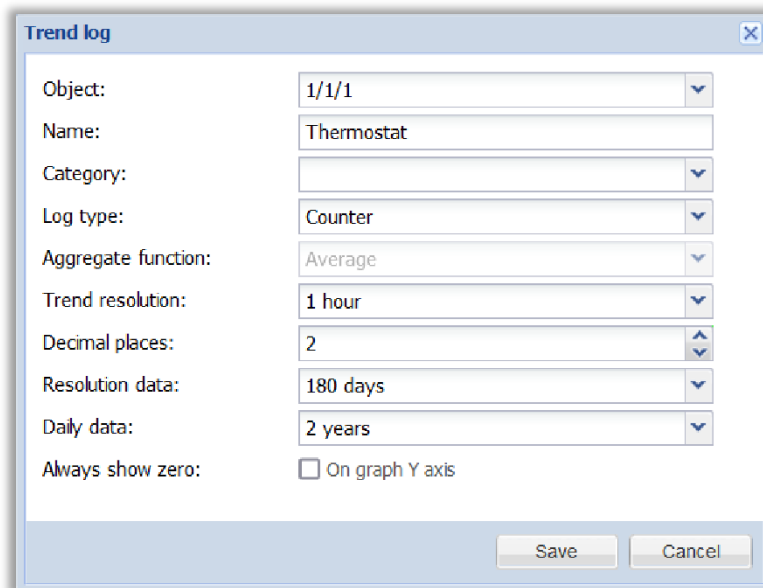 Trend log
Object: 1/1/1
Name: Thermostat
Category:
Log type: Counter
Aggregate function: Average
Trend resolution: 1 hour
Decimal places: 2
Resolution data: 180 days
Daily data: 2 years
Always show zero: On graph Y axis
Save Cancel